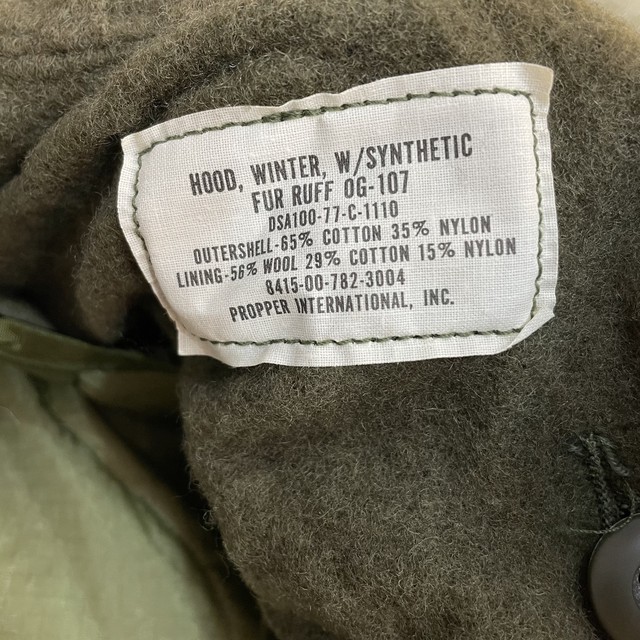 HOOD, WINTER, W/SYNTHETIC
FUR RUFF OG-107
DSA100-77-C-1110
OUTERSHELL-65% COTTON 35% NYLON
LINING-56% WOOL 29% COTTON 15% NYLON
8415-00-782-3004
PROPPER INTERNATIONAL, INC.